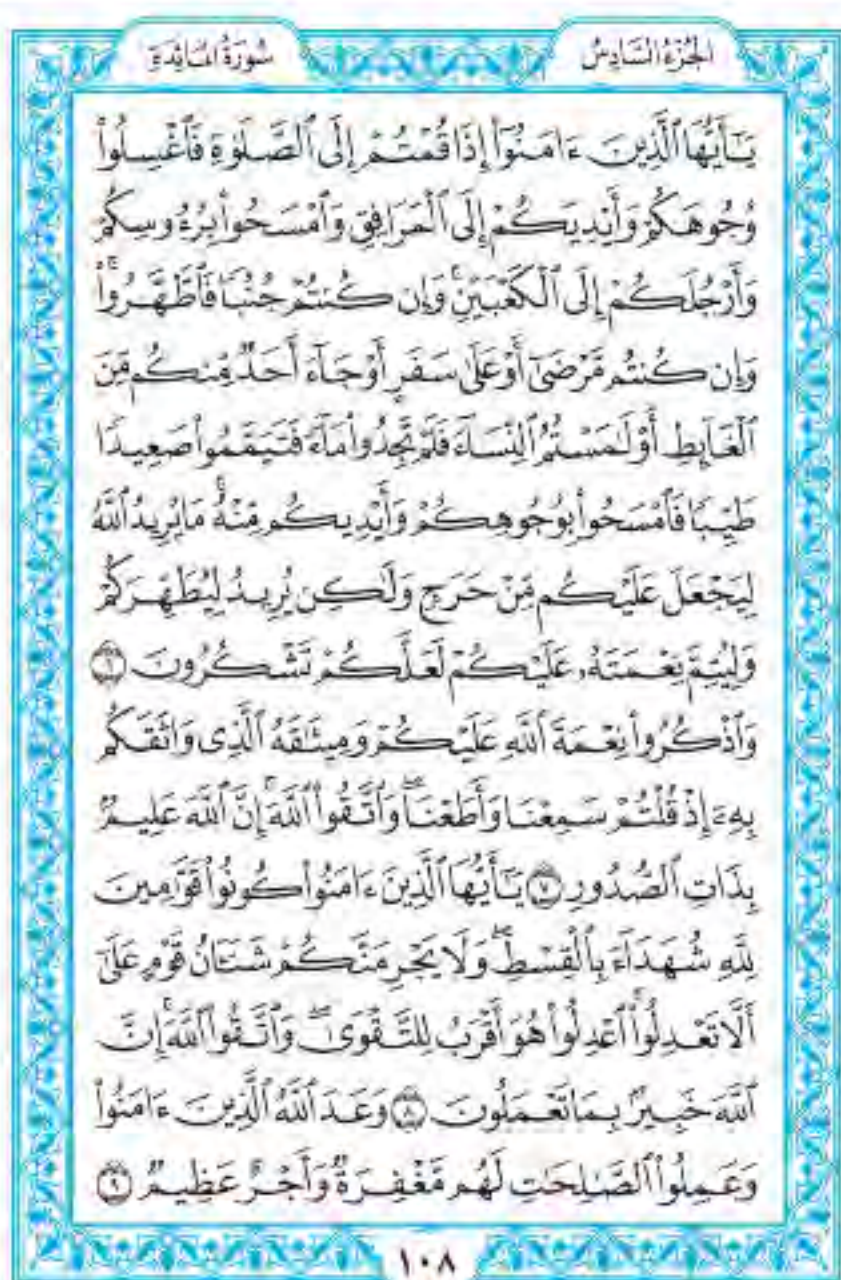 الجُزْءُ السَّادِسُ
سُورَةُ المَائِدَةِ
يَٰٓأَيُّهَا ٱلَّذِينَ ءَامَنُوٓا۟ إِذَا قُمْتُمْ إِلَى ٱلصَّلَوٰةِ فَٱغْسِلُوا۟
وُجُوهَكُمْ وَأَيْدِيَكُمْ إِلَى ٱلْمَرَافِقِ وَٱمْسَحُوا۟ بِرُءُوسِكُمْ
وَأَرْجُلَكُمْ إِلَى ٱلْكَعْبَيْنِ ۚ وَإِن كُنتُمْ جُنُبًا فَٱطَّهَّرُوا۟ ۚ
وَإِن كُنتُم مَّرْضَىٰٓ أَوْ عَلَىٰ سَفَرٍ أَوْ جَآءَ أَحَدٌ مِّنكُم مِّنَ
ٱلْغَآئِطِ أَوْ لَٰمَسْتُمُ ٱلنِّسَآءَ فَلَمْ تَجِدُوا۟ مَآءً فَتَيَمَّمُوا۟ صَعِيدًا
طَيِّبًا فَٱمْسَحُوا۟ بِوُجُوهِكُمْ وَأَيْدِيكُم مِّنْهُ ۚ مَا يُرِيدُ ٱللَّهُ
لِيَجْعَلَ عَلَيْكُم مِّنْ حَرَجٍ وَلَٰكِن يُرِيدُ لِيُطَهِّرَكُمْ
وَلِيُتِمَّ نِعْمَتَهُۥ عَلَيْكُمْ لَعَلَّكُمْ تَشْكُرُونَ ٦
وَٱذْكُرُوا۟ نِعْمَةَ ٱللَّهِ عَلَيْكُمْ وَمِيثَٰقَهُ ٱلَّذِى وَاثَقَكُم
بِهِۦٓ إِذْ قُلْتُمْ سَمِعْنَا وَأَطَعْنَا ۖ وَٱتَّقُوا۟ ٱللَّهَ ۚ إِنَّ ٱللَّهَ عَلِيمٌۢ
بِذَاتِ ٱلصُّدُورِ ٧ يَٰٓأَيُّهَا ٱلَّذِينَ ءَامَنُوا۟ كُونُوا۟ قَوَّٰمِينَ
لِلَّهِ شُهَدَآءَ بِٱلْقِسْطِ ۖ وَلَا يَجْرِمَنَّكُمْ شَنَـَٔانُ قَوْمٍ عَلَىٰٓ
أَلَّا تَعْدِلُوا۟ ۚ ٱعْدِلُوا۟ هُوَ أَقْرَبُ لِلتَّقْوَىٰ ۖ وَٱتَّقُوا۟ ٱللَّهَ ۚ إِنَّ
ٱللَّهَ خَبِيرٌۢ بِمَا تَعْمَلُونَ ٨ وَعَدَ ٱللَّهُ ٱلَّذِينَ ءَامَنُوا۟
وَعَمِلُوا۟ ٱلصَّٰلِحَٰتِ لَهُم مَّغْفِرَةٌ وَأَجْرٌ عَظِيمٌ ٩
١٠٨